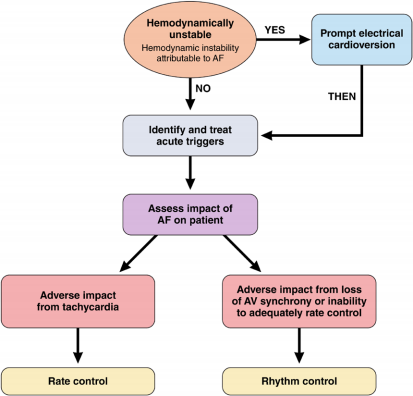 Hemodynamically
unstable
Hemodynamic instability
attributable to AF
YES
Prompt electrical
cardioversion
NO
THEN
Identify and treat
acute triggers
Assess impact of
AF on patient
Adverse impact
from tachycardia
Adverse impact from loss
of AV synchrony or inability
to adequately rate control
Rate control
Rhythm control